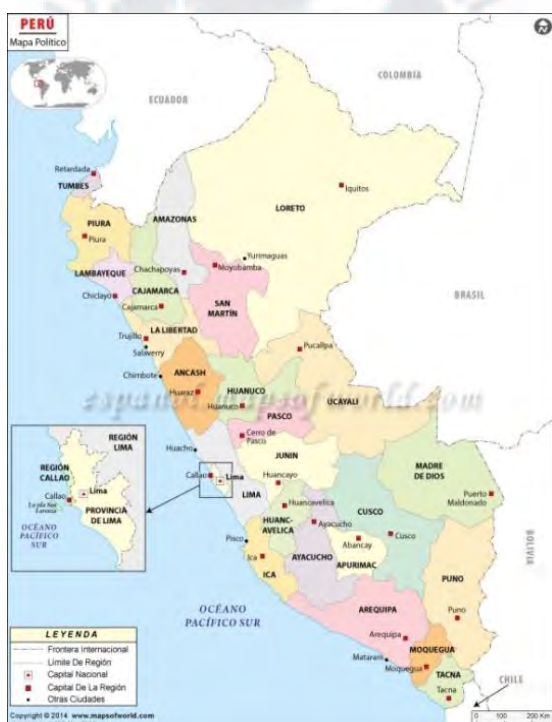 PERÚ
Mapa Político
COLOMBIA
ECUADOR
Retardada
TUMBES
Iquitos
LORETO
AMAZONAS
PIURA
Piura
Yurimaguas
Moyobamba
Chachapoyas
LAMBAYEQUE
CAJAMARCA
Chiclayo
Cajamarca
SAN
MARTÍN
BRASIL
LA LIBERTAD
Trujillo
Salaverry
Pucallpa
ANCASH
Chimbote
Huaraz
HUANUCO
Huanuco
UCAYALI
espanol.mapsofworld.com
PASCO
Cerro de
Pasco
Huacho
JUNIN
MADRE
DE DIOS
Callao
Lima
LIMA
Huancayo
Puerto
Maldonado
CUSCO
Huancavelica
HUANC-
AVELICA
Ayacucho
Abancay
Cusco
Pisco
Ica
ICA
AYACUCHO
APURIMAC
BOLIVIA
PUNO
Puno
AREQUIPA
Arequipa
MOQUEGUA
Matarani
Moquegua
TACNA
Tacna
CHILE
OCÉANO
PACÍFICO SUR
REGIÓN
LIMA
REGIÓN
CALLAO
Callao
Lima
PROVINCIA
DE LIMA
OCÉANO
PACÍFICO
SUR
LEYENDA
Frontera Internacional
Límite De Región
Capital Nacional
Capital De La Región
Otras Ciudades
Copyright © 2014 www.mapsofworld.com
0 100 200 Km